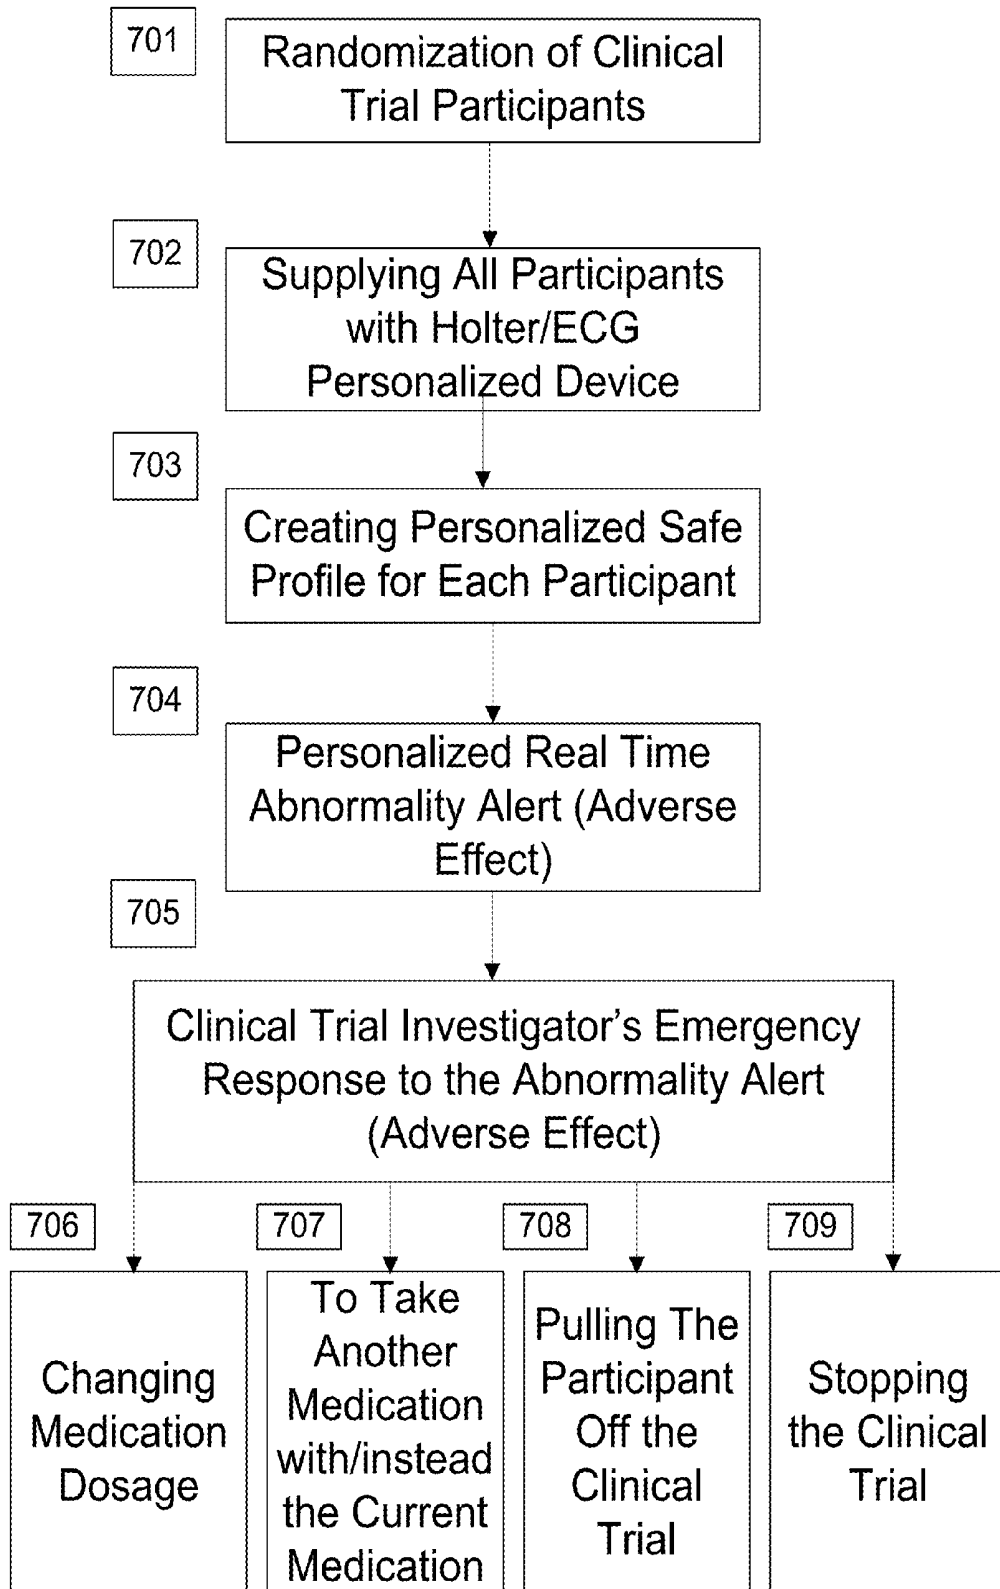 701
Randomization of Clinical
Trial Participants
702
Supplying All Participants
with Holter/ECG
Personalized Device
703
Creating Personalized Safe
Profile for Each Participant
704
Personalized Real Time
Abnormality Alert (Adverse
Effect)
705
Clinical Trial Investigator's Emergency
Response to the Abnormality Alert
(Adverse Effect)
706
Changing
Medication
Dosage
707
To Take
Another
Medication
with/instead
the Current
Medication
708
Pulling The
Participant
Off the
Clinical
Trial
709
Stopping
the Clinical
Trial